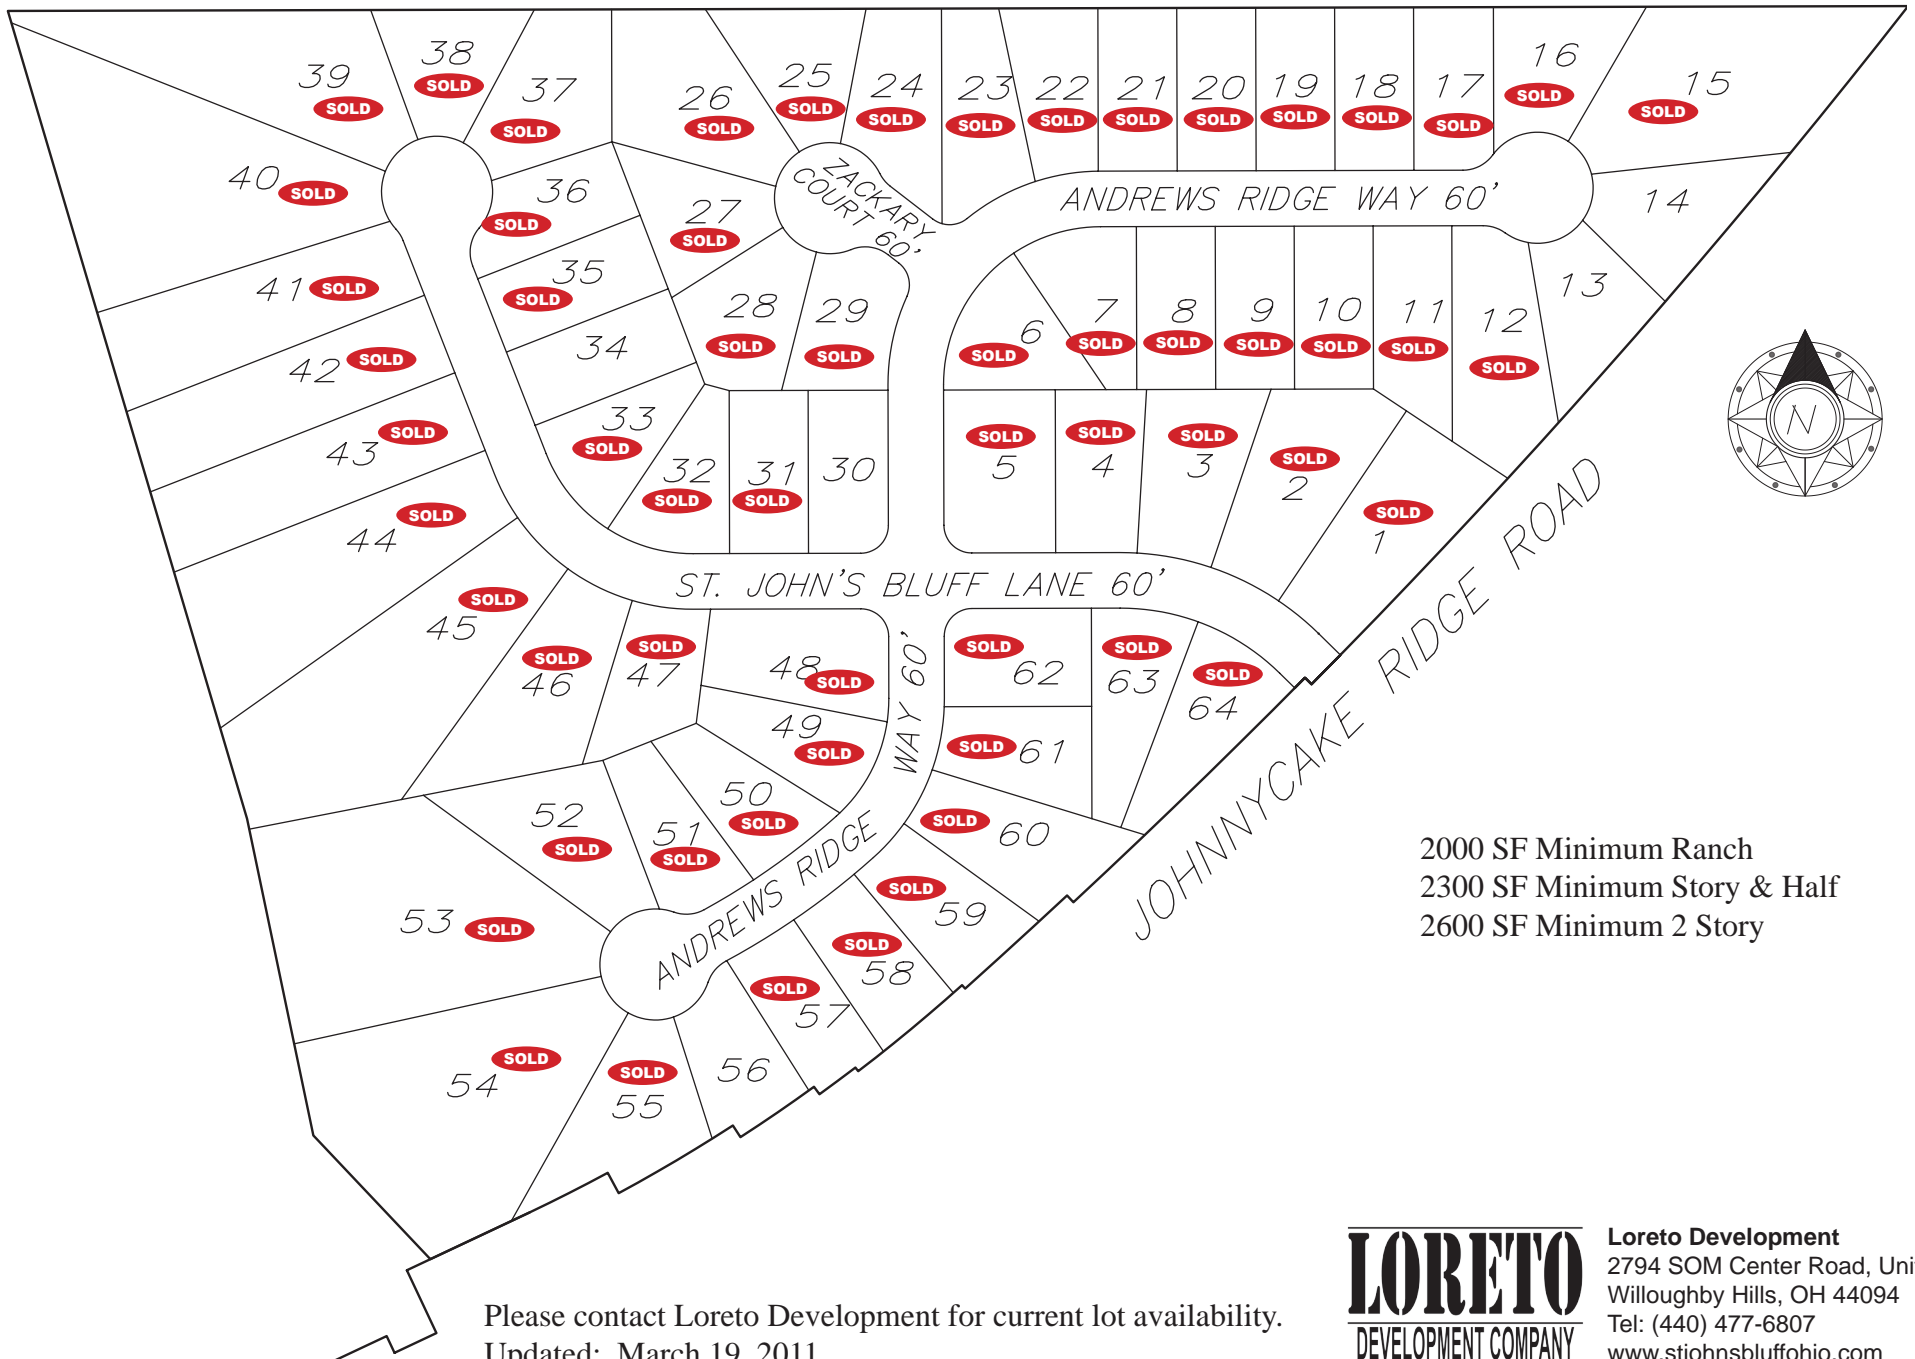 39 SOLD
38 SOLD
37 SOLD
26 SOLD
25 SOLD
24 SOLD
23 SOLD
22 SOLD
21 SOLD
20 SOLD
19 SOLD
18 SOLD
17 SOLD
16 SOLD
15 SOLD
14
13
40 SOLD
36 SOLD
27 SOLD
ZACKARY
COURT 60'
ANDREWS RIDGE WAY 60'
41 SOLD
35 SOLD
28 SOLD
29 SOLD
6 SOLD
7 SOLD
8 SOLD
9 SOLD
10 SOLD
11 SOLD
12 SOLD
42 SOLD
34
43 SOLD
33 SOLD
32 SOLD
31 SOLD
30
SOLD 5
SOLD 4
SOLD 3
SOLD 2
SOLD 1
N
44 SOLD
ST. JOHN'S BLUFF LANE 60'
JOHNNYCAKE RIDGE ROAD
45 SOLD
46 SOLD
47 SOLD
48 SOLD
49 SOLD
50 SOLD
51 SOLD
52 SOLD
53 SOLD
54 SOLD
55 SOLD
56
57 SOLD
58 SOLD
59 SOLD
60 SOLD
61 SOLD
62 SOLD
63 SOLD
64 SOLD
ANDREWS RIDGE WAY 60'
2000 SF Minimum Ranch
2300 SF Minimum Story & Half
2600 SF Minimum 2 Story
Please contact Loreto Development for current lot availability.
Updated: March 19, 2011
LORETO
DEVELOPMENT COMPANY
Loreto Development
2794 SOM Center Road, Uni
Willoughby Hills, OH 44094
Tel: (440) 477-6807
www.stjohnsbluffohio.com